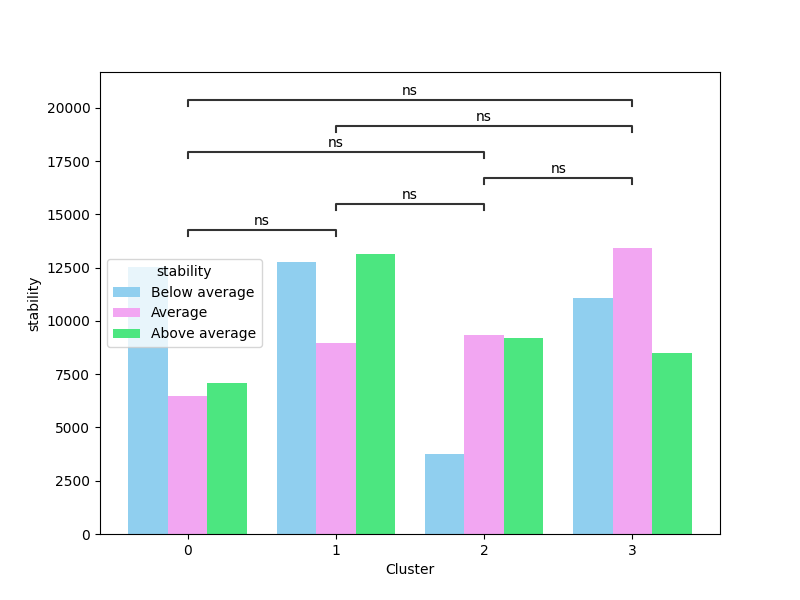 ns
ns
ns
ns
ns
ns
20000
17500
15000
12500
10000
7500
5000
2500
0
stability
stability
Below average
Average
Above average
0 1 2 3
Cluster